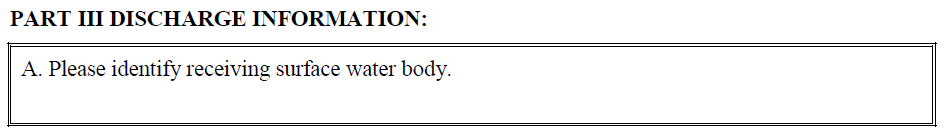 PART III DISCHARGE INFORMATION:
A. Please identify receiving surface water body.